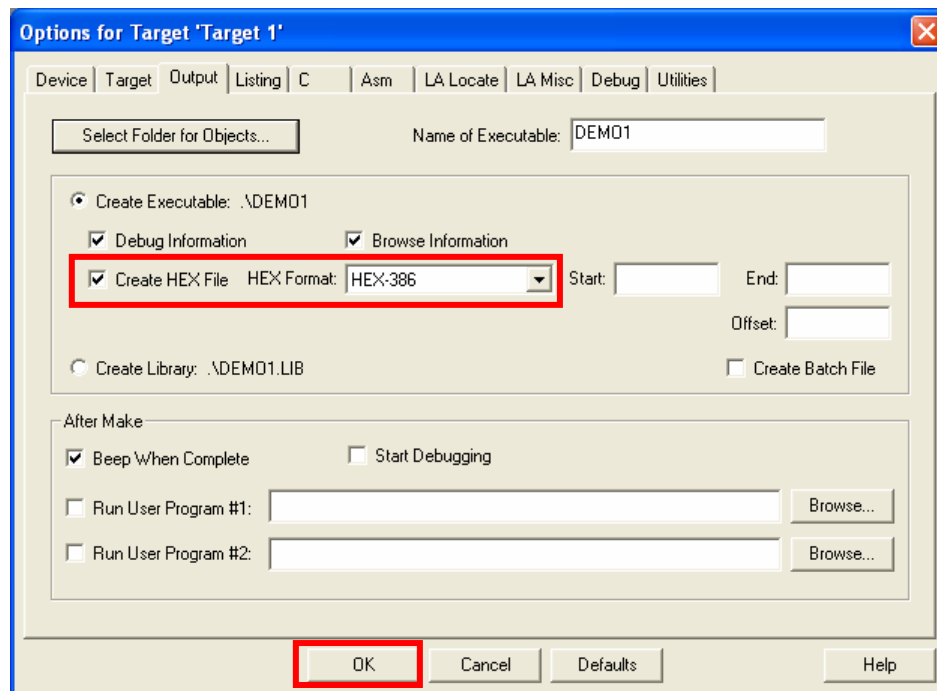 Options for Target 'Target 1'
Device Target Output Listing C Asm LA Locate LA Misc Debug Utilities
Select Folder for Objects... Name of Executable: DEMO1
Create Executable: .\DEMO1
Debug Information Browse Information
Create HEX File HEX Format: HEX-386 Start: End:
Offset:
Create Library: .\DEMO1.LIB Create Batch File
After Make
Beep When Complete Start Debugging
Run User Program #1: Browse...
Run User Program #2: Browse...
OK Cancel Defaults Help